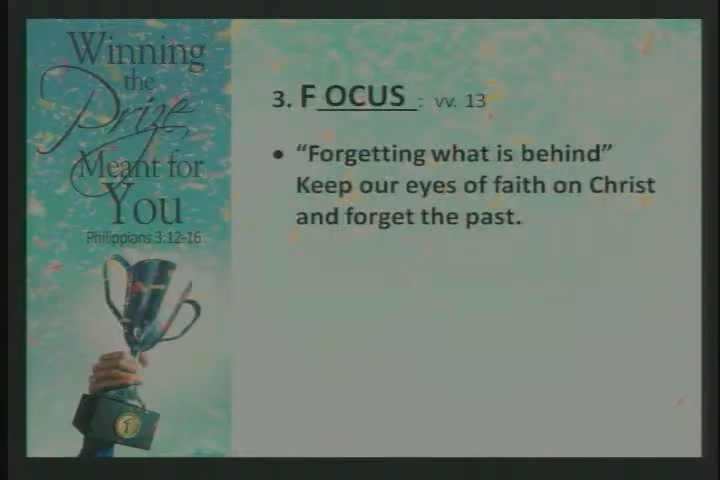 Winning
the
Prize
Meant for
You
Philippians 3:12-16
3. FOCUS : vv. 13
• “Forgetting what is behind”
Keep our eyes of faith on Christ
and forget the past.
1